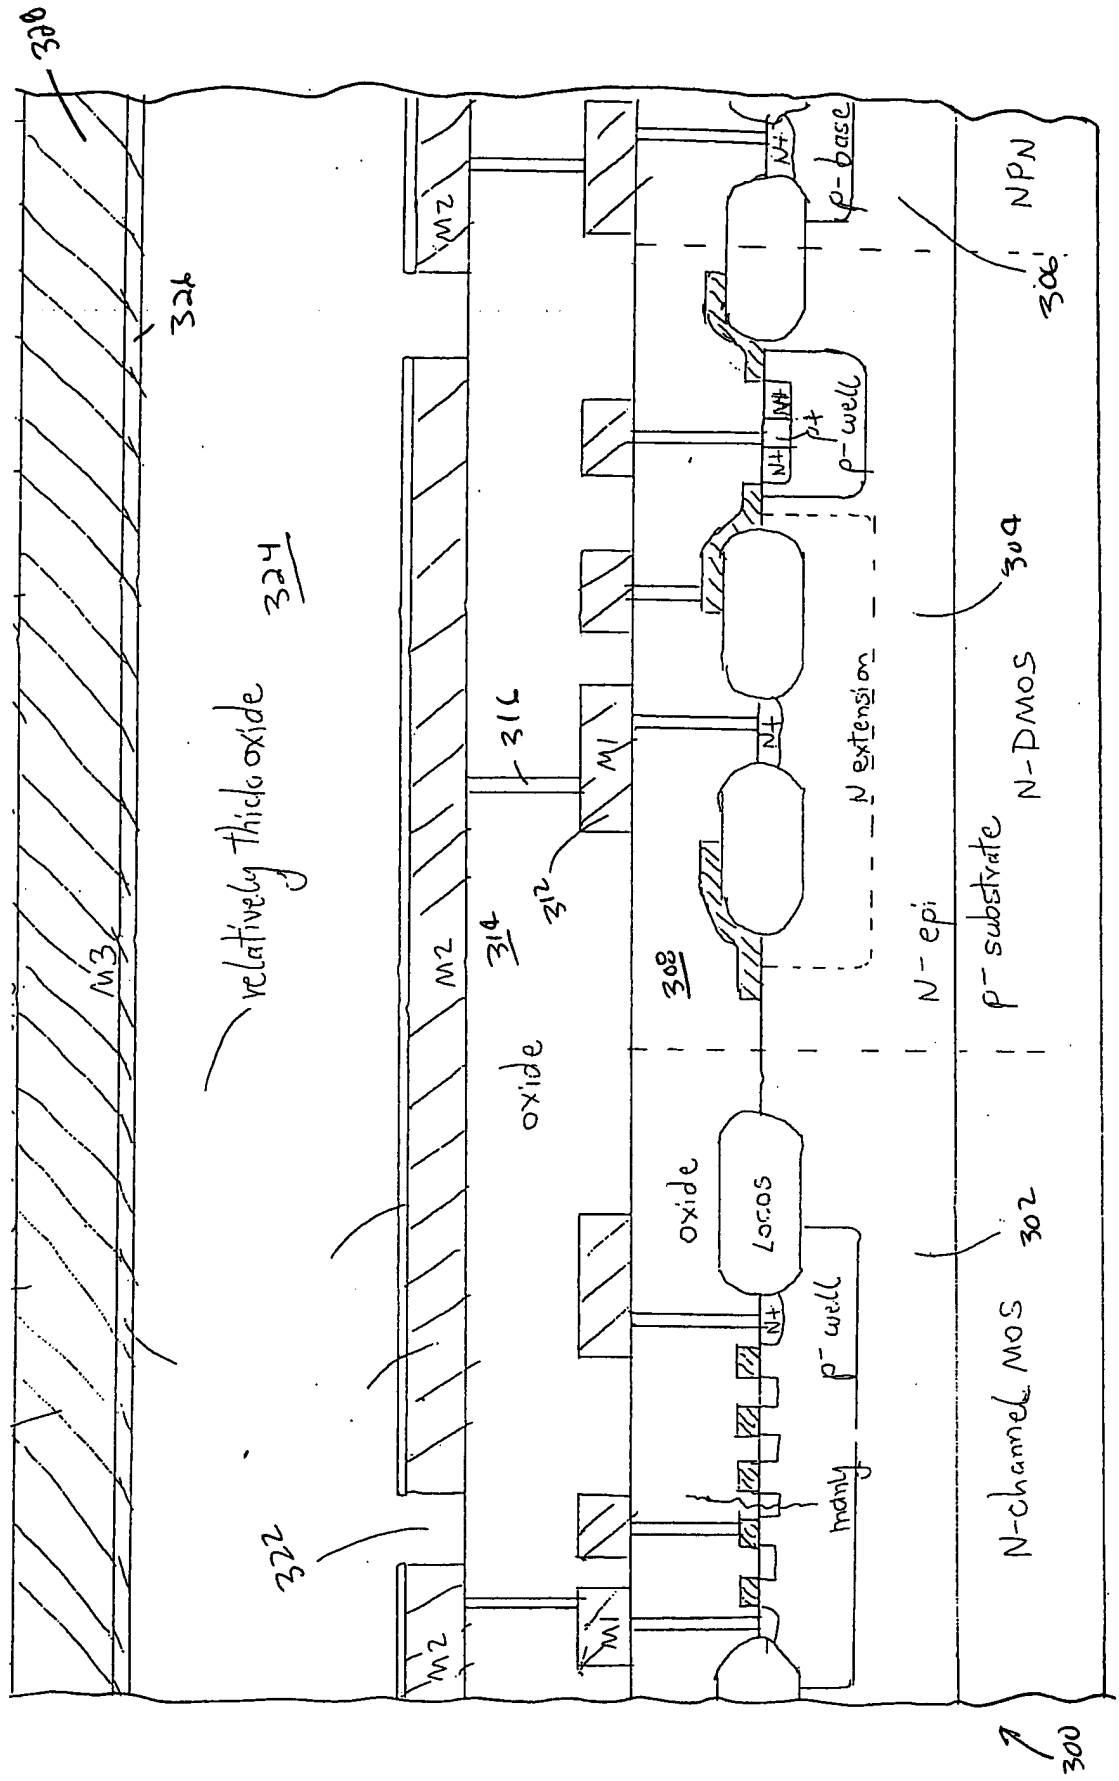 328
M3
326
relatively thick oxide
324
322
M2
M2
M2
314
316
oxide
312
M1
M1
308
oxide
LOCOS
N+
N+
N+
N+
N+
P+
many
p-well
N extension
p-well
p-base
N-epi
302
304
306
p-substrate
N-channel MOS
N-DMOS
NPN
300